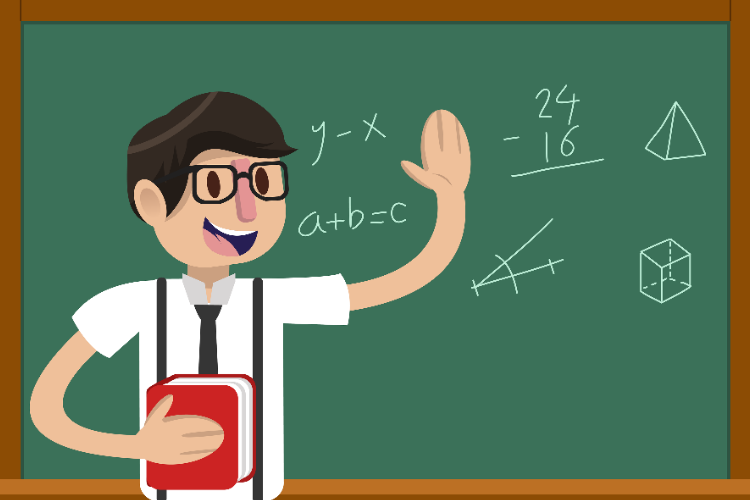 y-x
a+b=c
24
- 16